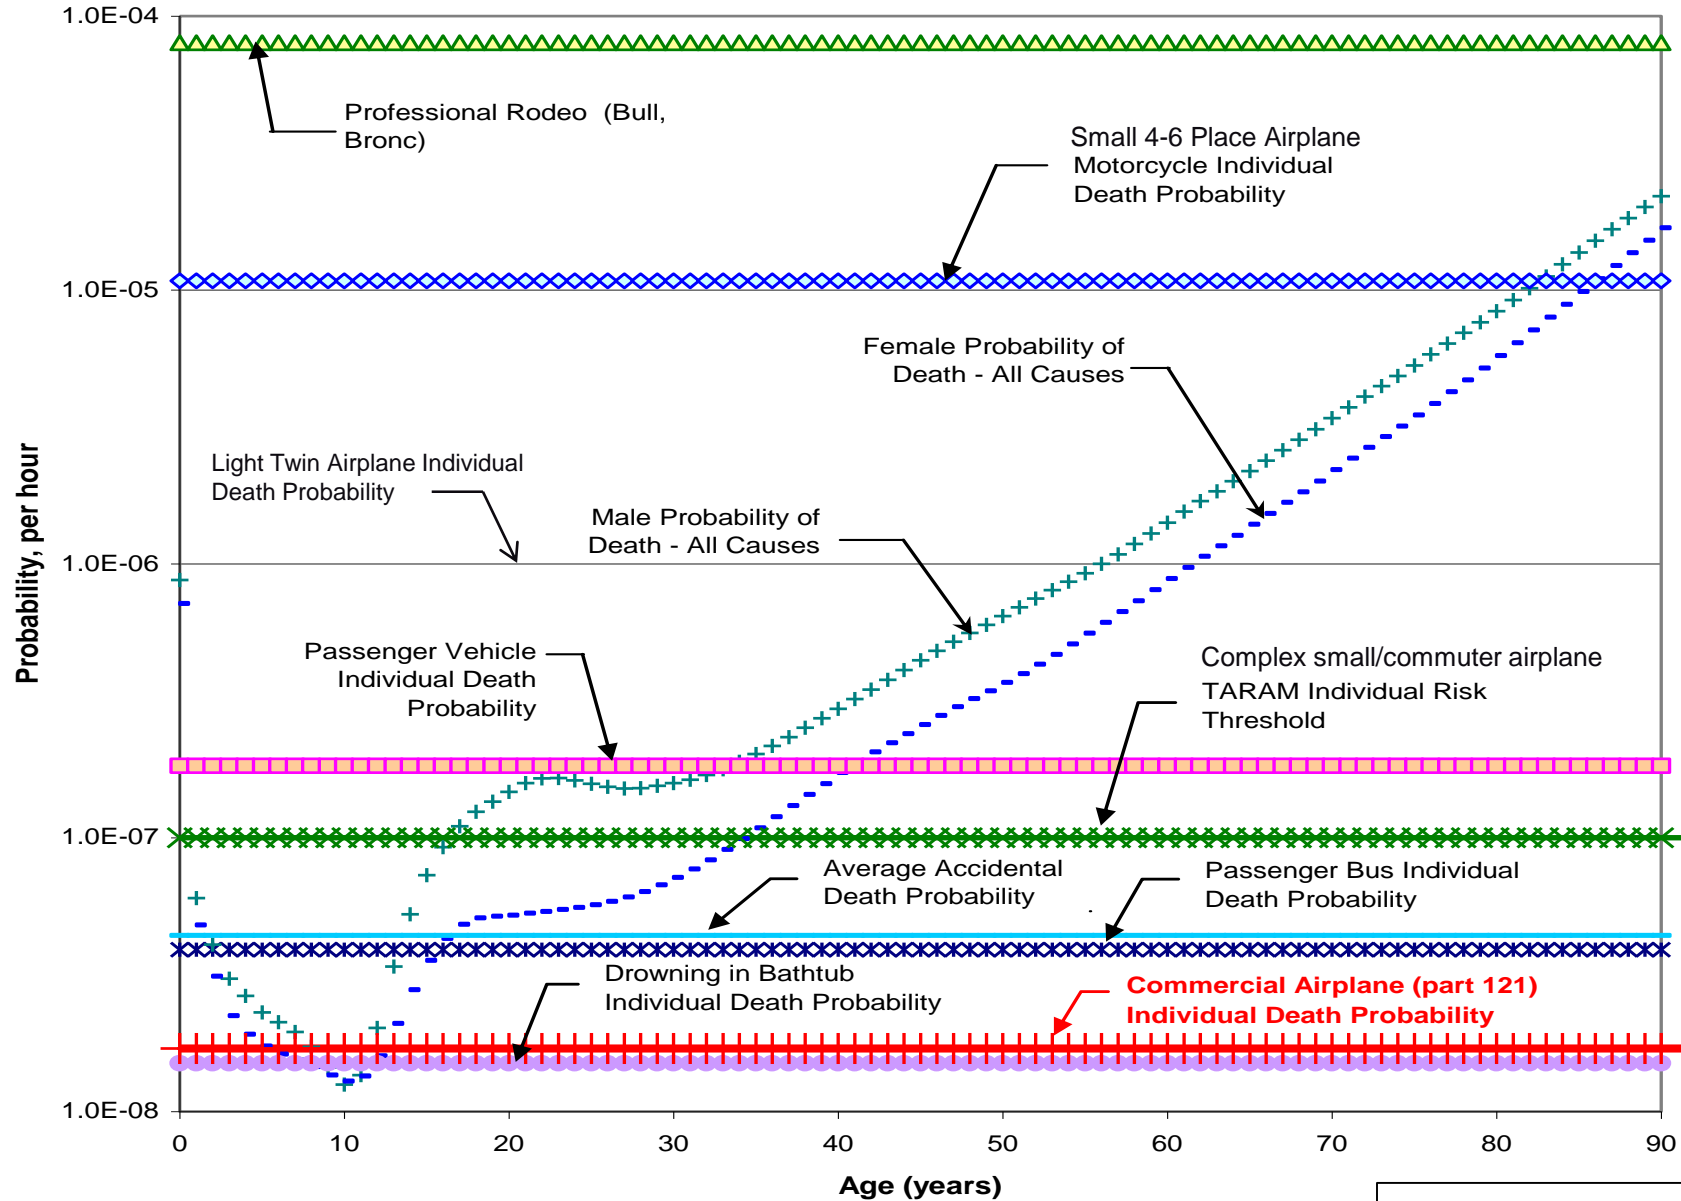 1.0E-04
Professional Rodeo (Bull,
Bronc)
Small 4-6 Place Airplane
Motorcycle Individual
Death Probability
1.0E-05
Female Probability of
Death - All Causes
Probability, per hour
Light Twin Airplane Individual
Death Probability
Male Probability of
Death - All Causes
1.0E-06
Passenger Vehicle
Individual Death
Probability
Complex small/commuter airplane
TARAM Individual Risk
Threshold
1.0E-07
Average Accidental
Death Probability
Passenger Bus Individual
Death Probability
Drowning in Bathtub
Individual Death Probability
Commercial Airplane (part 121)
Individual Death Probability
1.0E-08
0 10 20 30 40 50 60 70 80 90
Age (years)